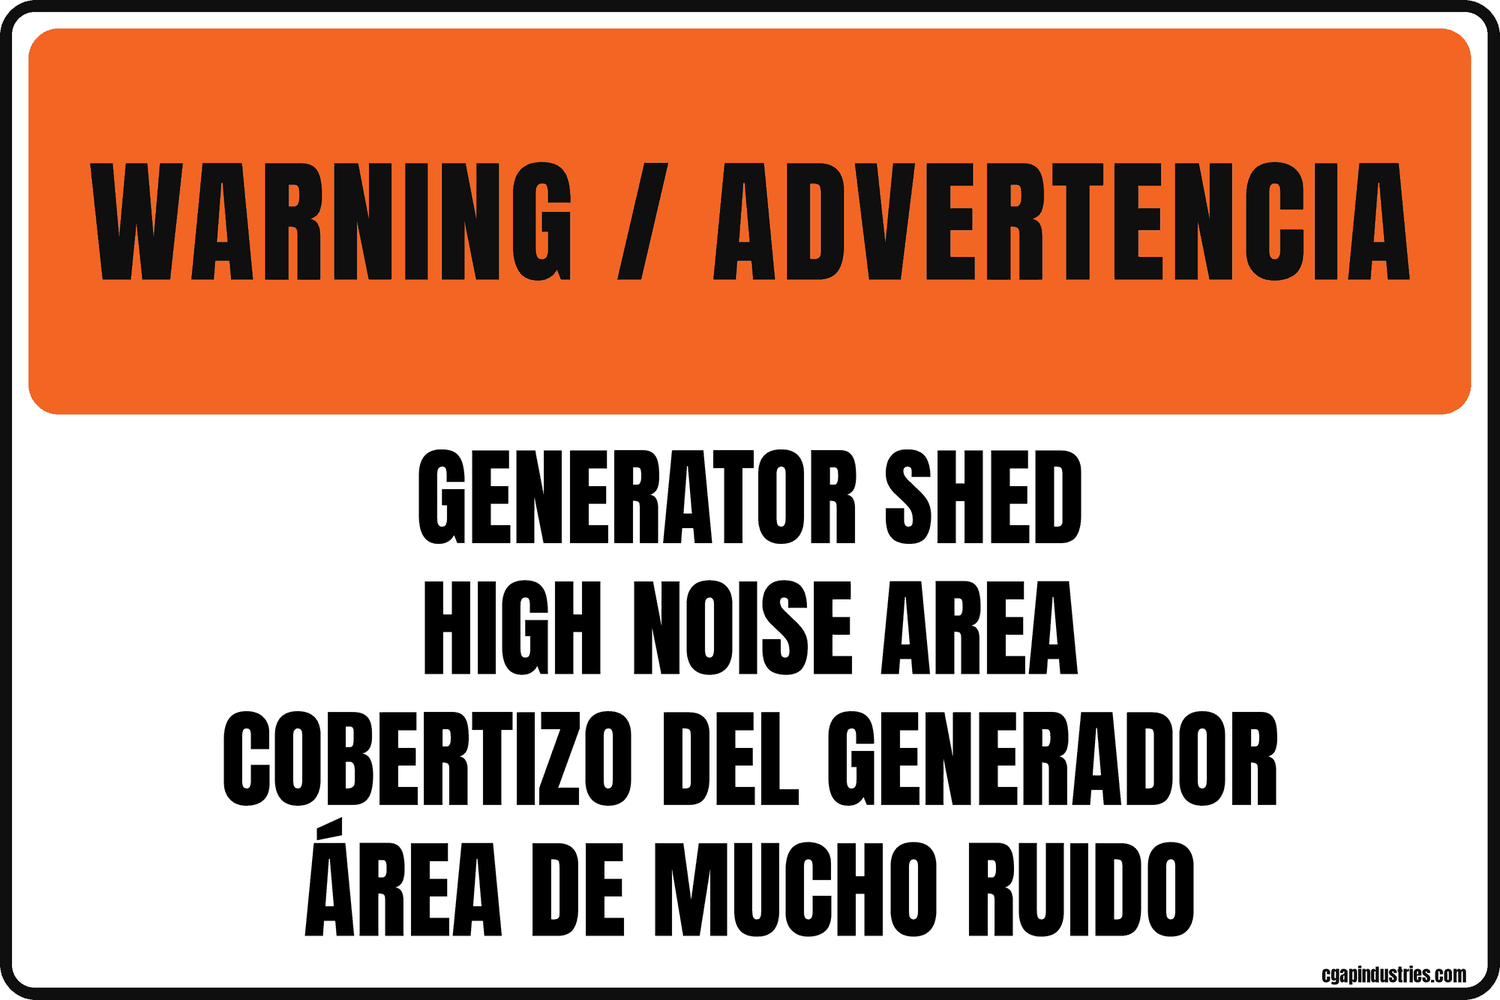 WARNING / ADVERTENCIA
GENERATOR SHED
HIGH NOISE AREA
COBERTIZO DEL GENERADOR
ÁREA DE MUCHO RUIDO
cgapindustries.com